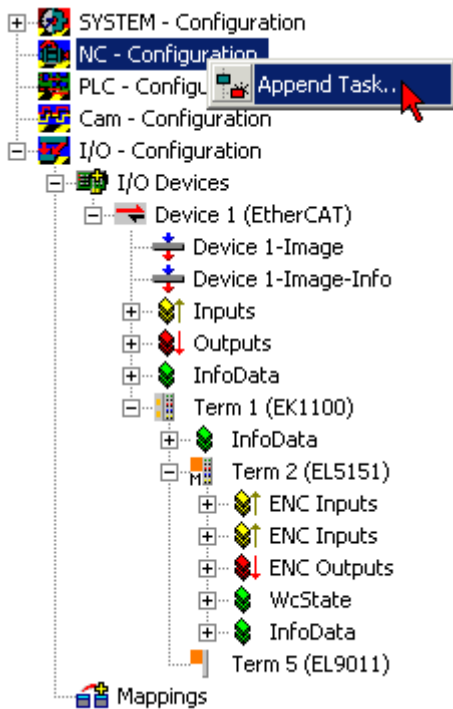 SYSTEM - Configuration
NC - Configuration
Append Task..
PLC - Configu
Cam - Configuration
I/O - Configuration
I/O Devices
Device 1 (EtherCAT)
Device 1-Image
Device 1-Image-Info
Inputs
Outputs
InfoData
Term 1 (EK1100)
InfoData
M
Term 2 (EL5151)
ENC Inputs
ENC Inputs
ENC Outputs
WcState
InfoData
Term 5 (EL9011)
Mappings